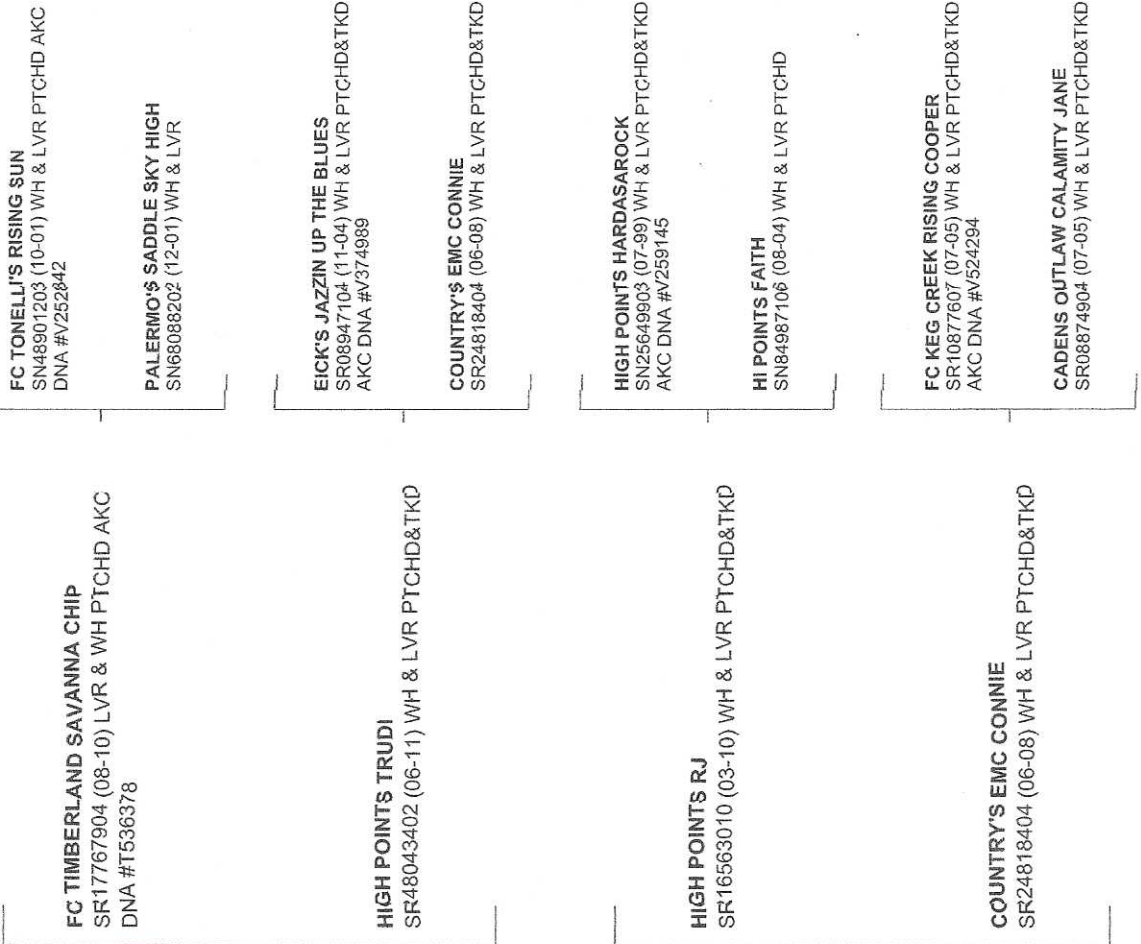 FC TIMBERLAND SAVANNA CHIP
SR17767904 (08-10) LVR & WH PTCHD AKC
DNA #T536378
HIGH POINTS TRUDI
SR48043402 (06-11) WH & LVR PTCHD&TKD
HIGH POINTS RJ
SR16563010 (03-10) WH & LVR PTCHD&TKD
COUNTRY'S EMC CONNIE
SR24818404 (06-08) WH & LVR PTCHD&TKD
FC TONELLI'S RISING SUN
SN48901203 (10-01) WH & LVR PTCHD AKC
DNA #V252842
PALERMO'S SADDLE SKY HIGH
SN68088202 (12-01) WH & LVR
EICK'S JAZZIN UP THE BLUES
SR08947104 (11-04) WH & LVR PTCHD&TKD
AKC DNA #V374989
COUNTRY'S EMC CONNIE
SR24818404 (06-08) WH & LVR PTCHD&TKD
HIGH POINTS HARDASAROCK
SN25649903 (07-99) WH & LVR PTCHD&TKD
AKC DNA #V259145
HI POINTS FAITH
SN84987106 (08-04) WH & LVR PTCHD
FC KEG CREEK RISING COOPER
SR10877607 (07-05) WH & LVR PTCHD&TKD
AKC DNA #V524294
CADENS OUTLAW CALAMITY JANE
SR08874904 (07-05) WH & LVR PTCHD&TKD